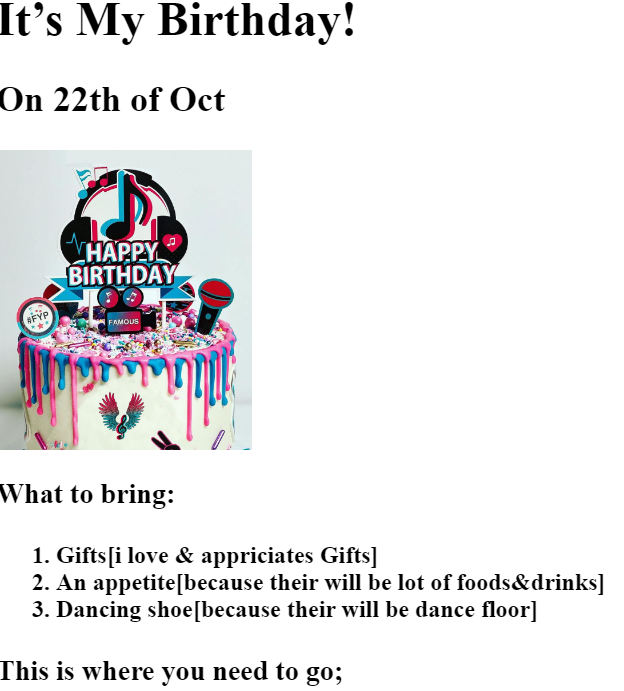 It’s My Birthday!
On 22th of Oct
HAPPY
BIRTHDAY
#FYP
FAMOUS
What to bring:
1. Gifts[i love & appriciates Gifts]
2. An appetite[because their will be lot of foods&drinks]
3. Dancing shoe[because their will be dance floor]
This is where you need to go;